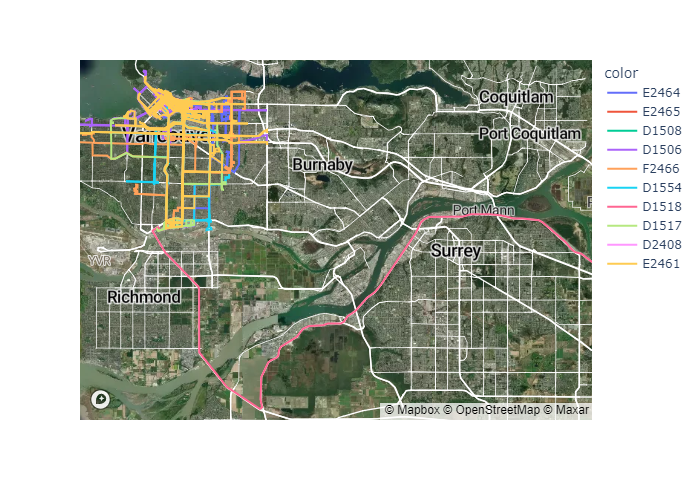 color
E2464
E2465
D1508
D1506
F2466
D1554
D1518
D1517
D2408
E2461
Coquitlam
Port Coquitlam
Burnaby
Port Mann
Surrey
YVR
Richmond
© Mapbox © OpenStreetMap © Maxar